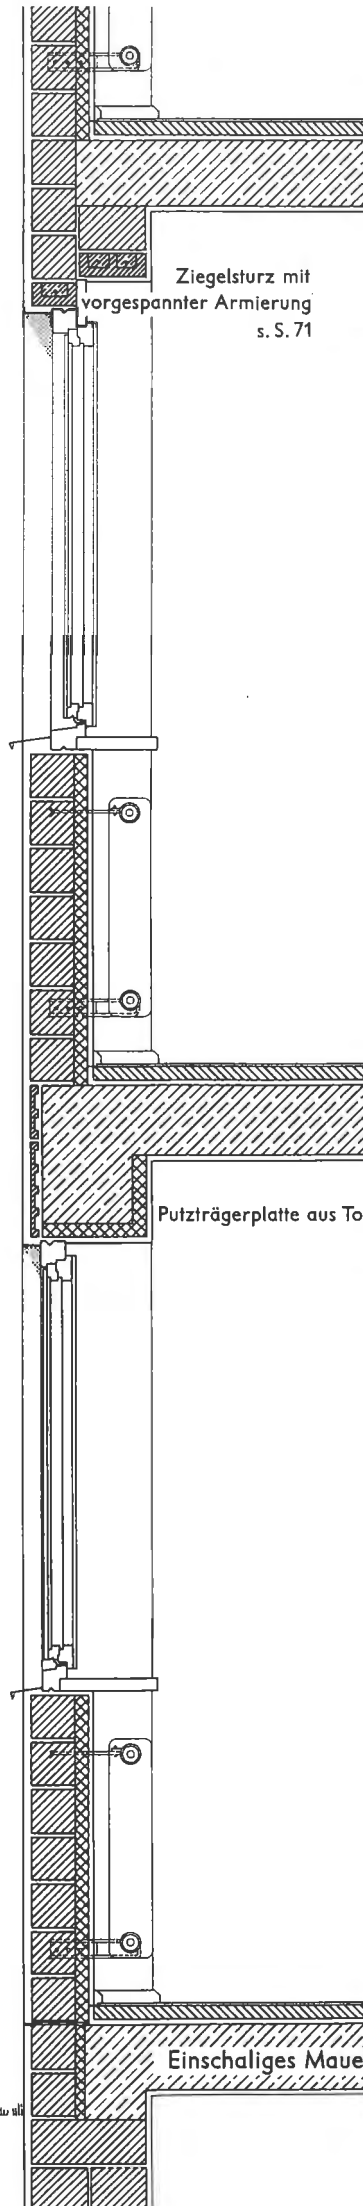 Ziegelsturz mit
vorgespannter Armierung
s. S. 71
Putzträgerplatte aus To
Einschaliges Maue